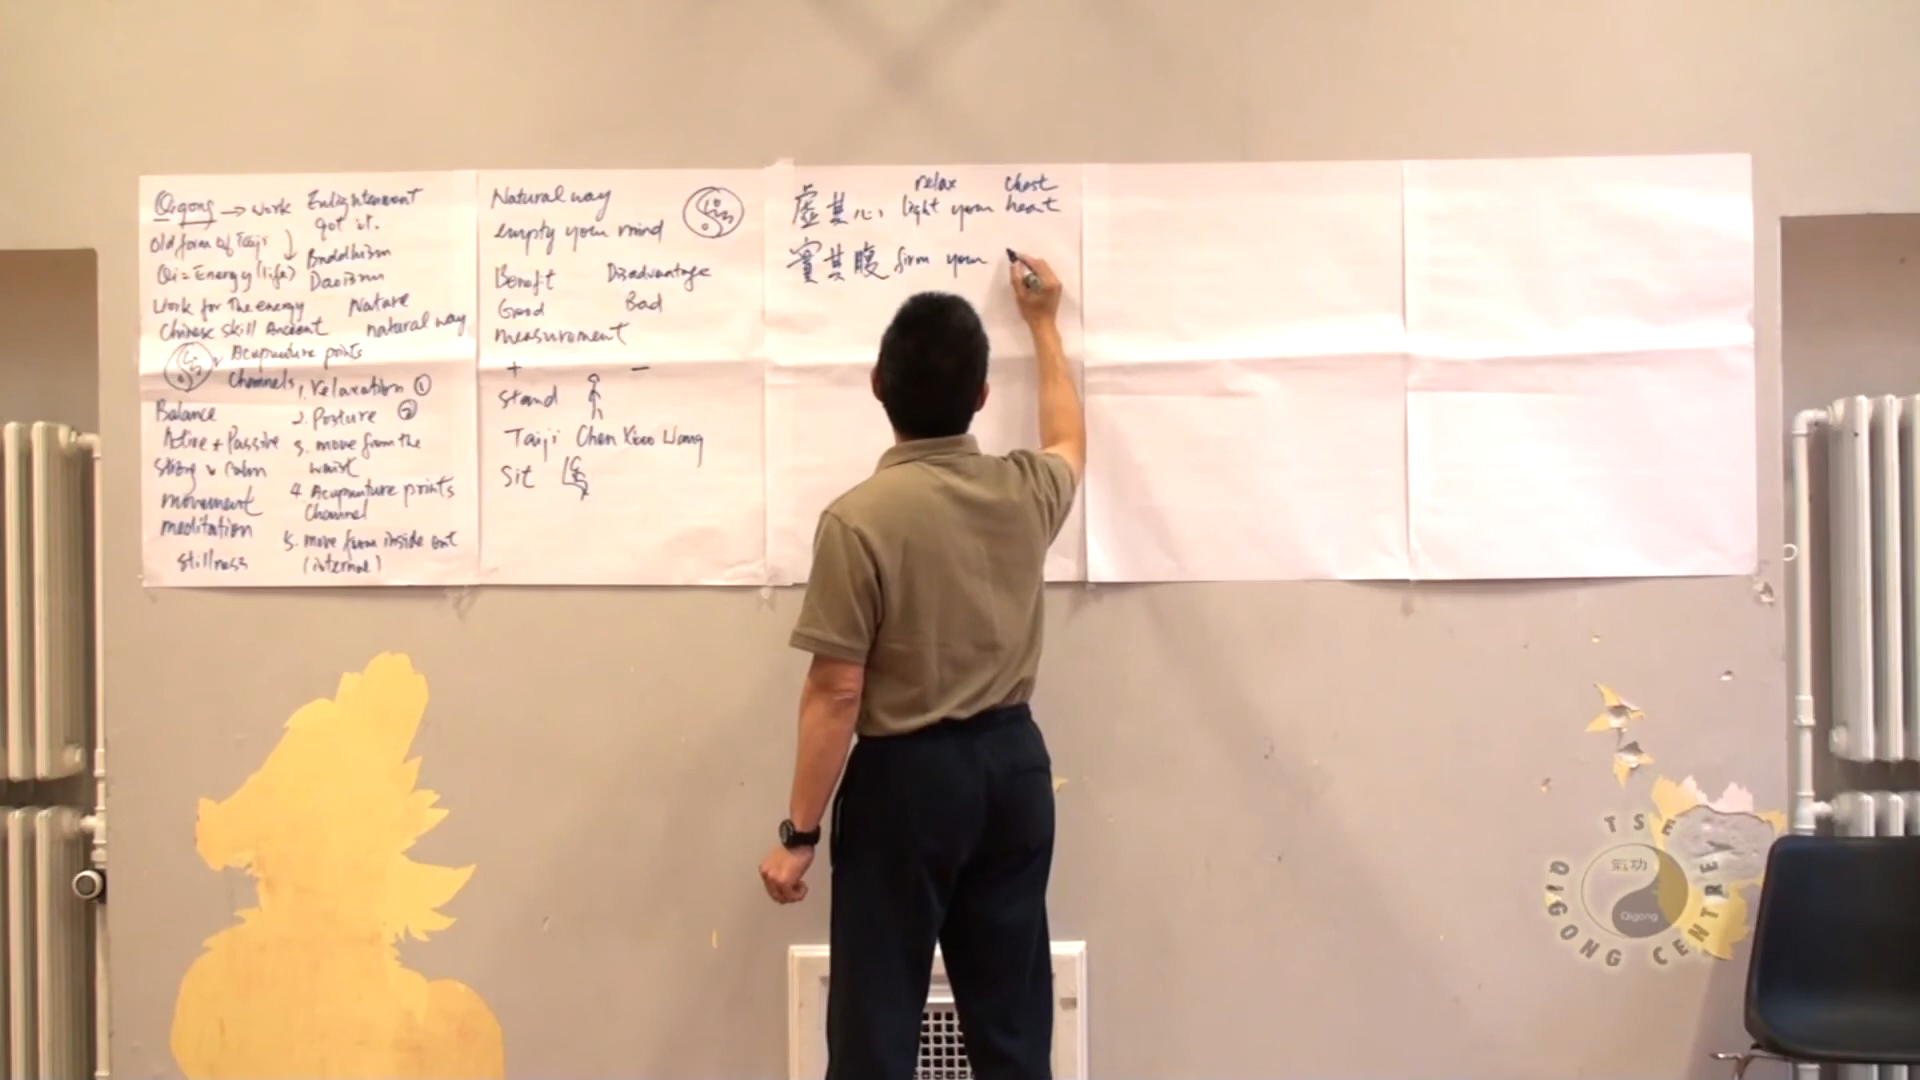 Qigong → work
Old form of Taiji
Qi = Energy (life)
Work for The energy
Chinese skill Ancient
Acupuncture points
Channels
Balance
Active + Passive
strong & calm
movement
meditation
stillness
Enlightenment
got it.
Buddhism
Daoism
Nature
natural way
1. relaxation ①
2. Posture ②
3. move from the
waist
4. Acupuncture points
Channel
5. move from inside out
(internal)
Natural way
empty your mind
Benefit Disadvantage
Good Bad
measurement
+ −
stand
Taiji Chen Xiao Wang
Sit
relax chest
虛其心, light your heart
實其腹 firm your
TSE QIGONG CENTRE
氣功
Qigong